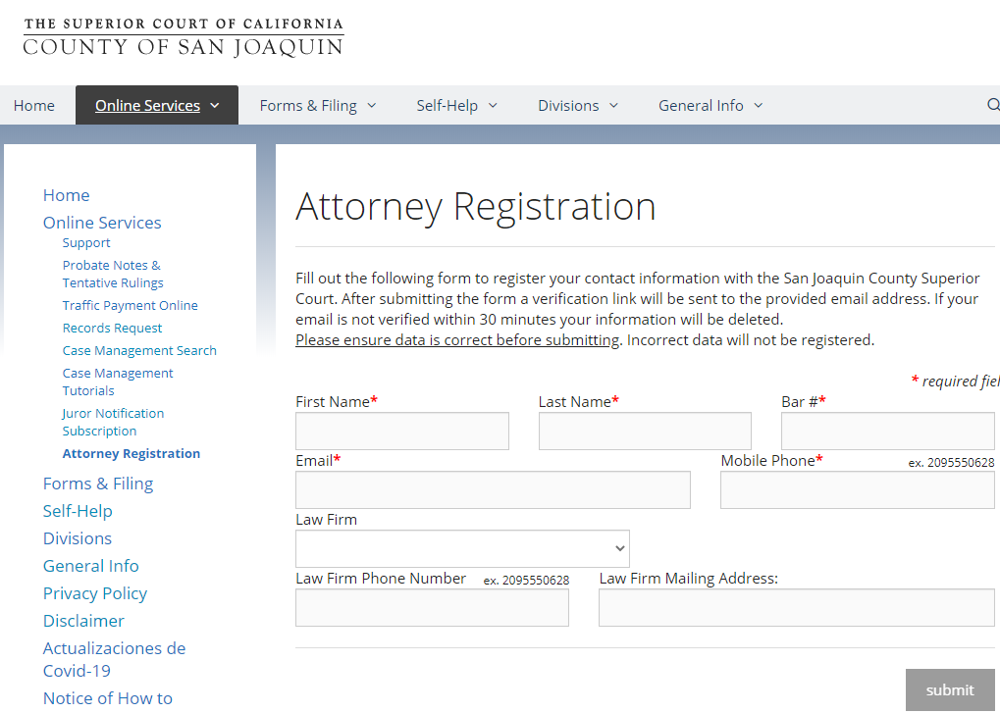 THE SUPERIOR COURT OF CALIFORNIA
COUNTY OF SAN JOAQUIN
Home Online Services Forms & Filing Self-Help Divisions General Info
Home
Online Services
Support
Probate Notes &
Tentative Rulings
Traffic Payment Online
Records Request
Case Management Search
Case Management
Tutorials
Juror Notification
Subscription
Attorney Registration
Forms & Filing
Self-Help
Divisions
General Info
Privacy Policy
Disclaimer
Actualizaciones de
Covid-19
Notice of How to
Attorney Registration
Fill out the following form to register your contact information with the San Joaquin County Superior
Court. After submitting the form a verification link will be sent to the provided email address. If your
email is not verified within 30 minutes your information will be deleted.
Please ensure data is correct before submitting. Incorrect data will not be registered.
* required fiel
First Name* Last Name* Bar #*
Email* Mobile Phone* ex. 2095550628
Law Firm
Law Firm Phone Number ex. 2095550628 Law Firm Mailing Address:
submit